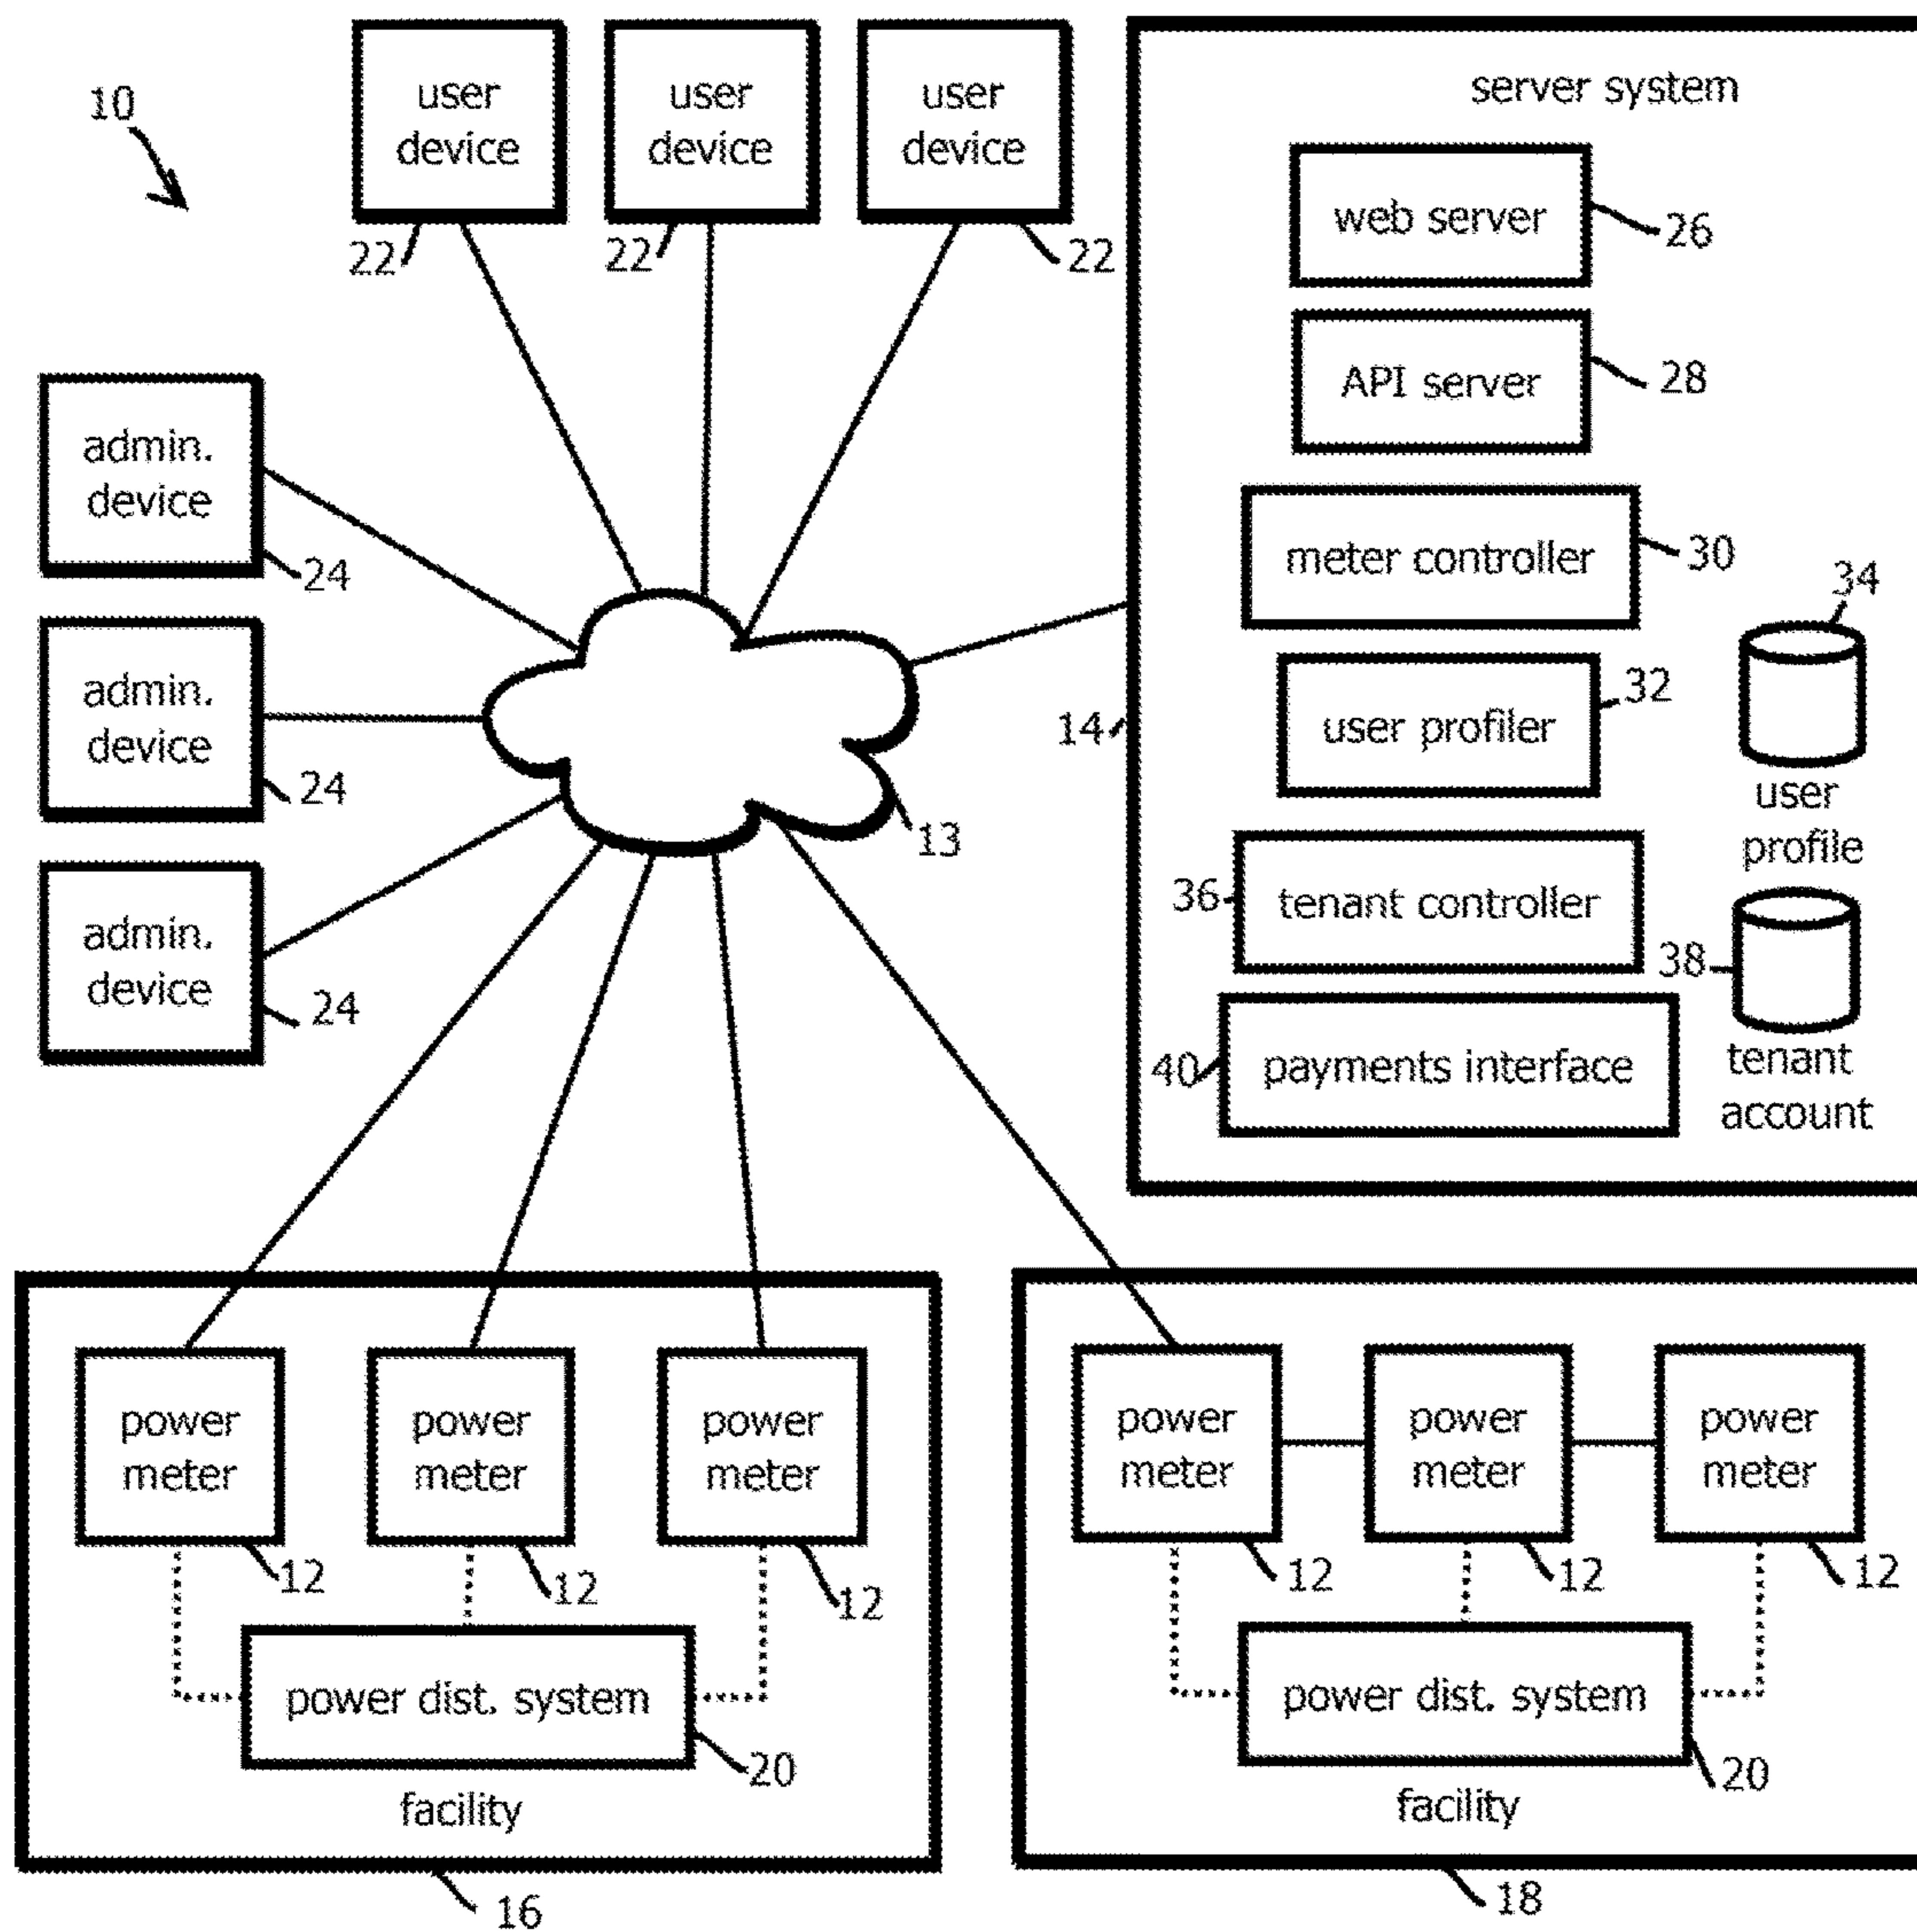 10
user
device
22
user
device
22
user
device
22
server system
web server
26
API server
28
meter controller
30
user profiler
32
34
user
profile
tenant controller
36
38
tenant
account
payments interface
40
14
admin.
device
24
admin.
device
24
admin.
device
24
13
power
meter
12
power
meter
12
power
meter
12
power dist. system
20
facility
16
power
meter
12
power
meter
12
power
meter
12
power dist. system
20
facility
18